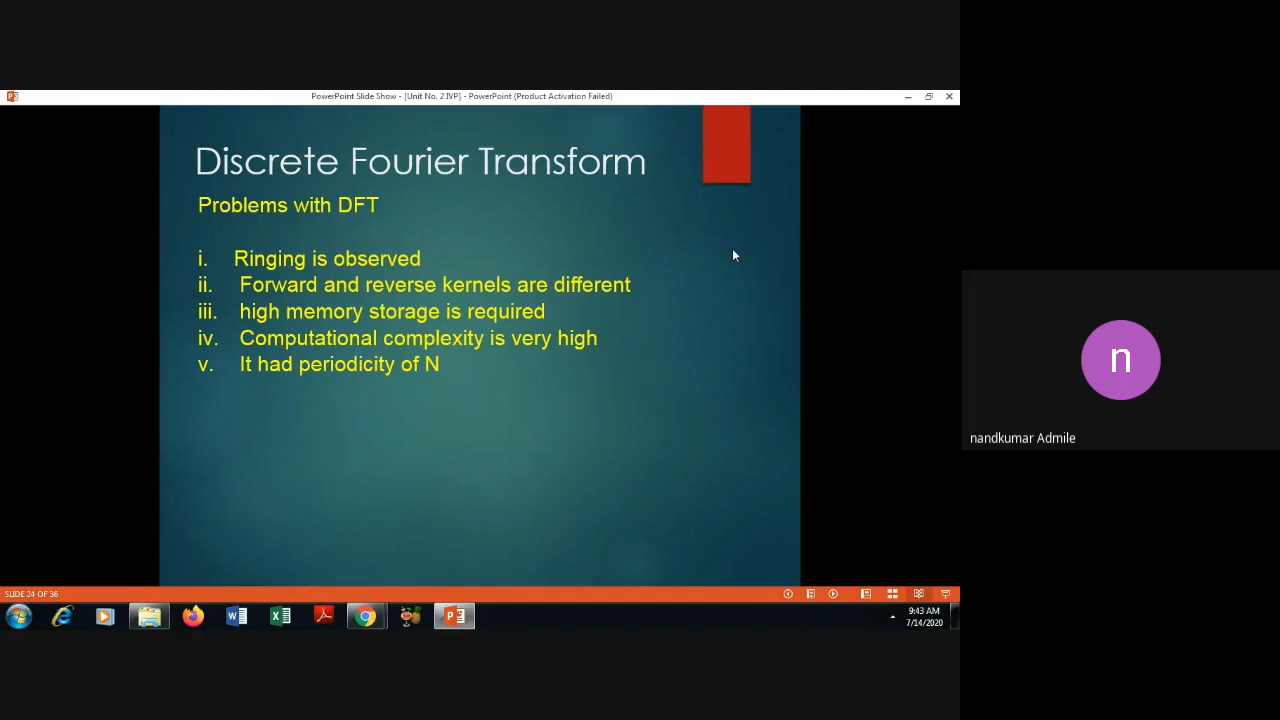 PowerPoint Slide Show - [Unit No. 2 IVP] - PowerPoint (Product Activation Failed)
Discrete Fourier Transform
Problems with DFT
i. Ringing is observed
ii. Forward and reverse kernels are different
iii. high memory storage is required
iv. Computational complexity is very high
v. It had periodicity of N
n
nandkumar Admile
SLIDE 24 OF 36
9:43 AM
7/14/2020